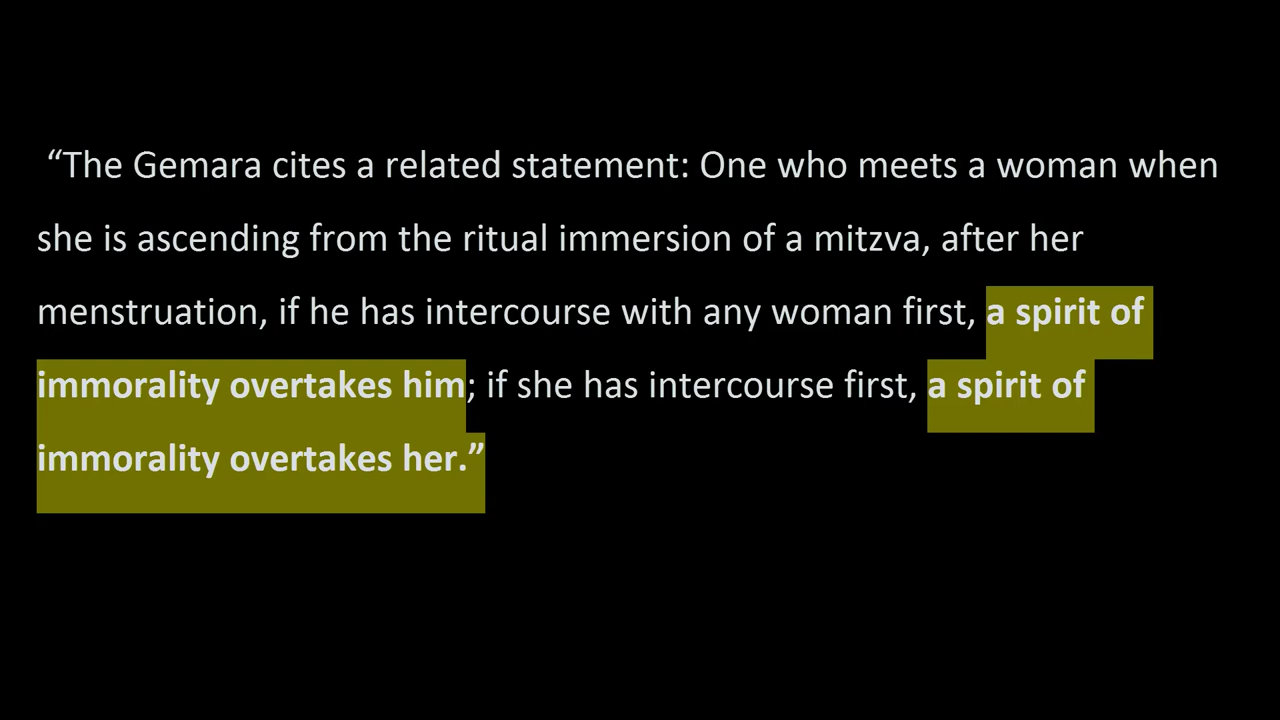 “The Gemara cites a related statement: One who meets a woman when
she is ascending from the ritual immersion of a mitzva, after her
menstruation, if he has intercourse with any woman first, a spirit of
immorality overtakes him; if she has intercourse first, a spirit of
immorality overtakes her.”